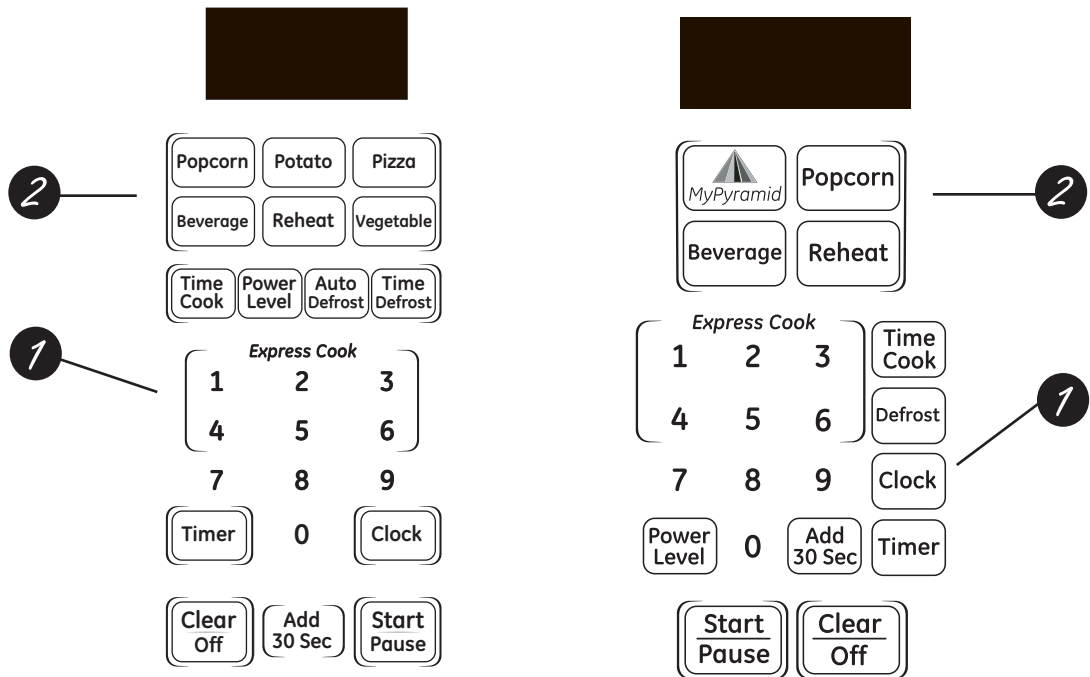 2
Popcorn Potato Pizza
Beverage Reheat Vegetable
Time Cook
Power Level
Auto Defrost
Time Defrost
1
Express Cook
1 2 3
4 5 6
7 8 9
Timer 0 Clock
Clear
Off
Add
30 Sec
Start
Pause
MyPyramid Popcorn
2
Beverage Reheat
Express Cook
1 2 3
4 5 6
7 8 9
Time
Cook
Defrost
1
Clock
Power
Level
0
Add
30 Sec
Timer
Start
Pause
Clear
Off